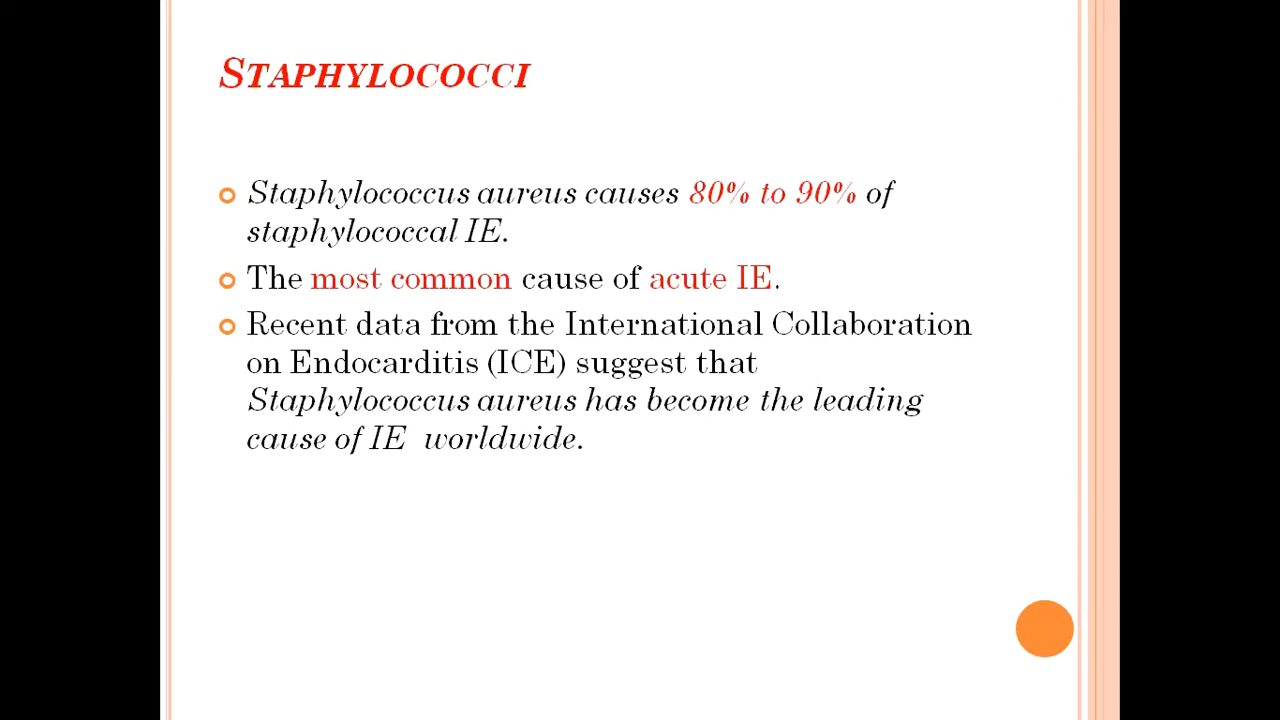 STAPHYLOCOCCI
Staphylococcus aureus causes 80% to 90% of
staphylococcal IE.
The most common cause of acute IE.
Recent data from the International Collaboration
on Endocarditis (ICE) suggest that
Staphylococcus aureus has become the leading
cause of IE worldwide.